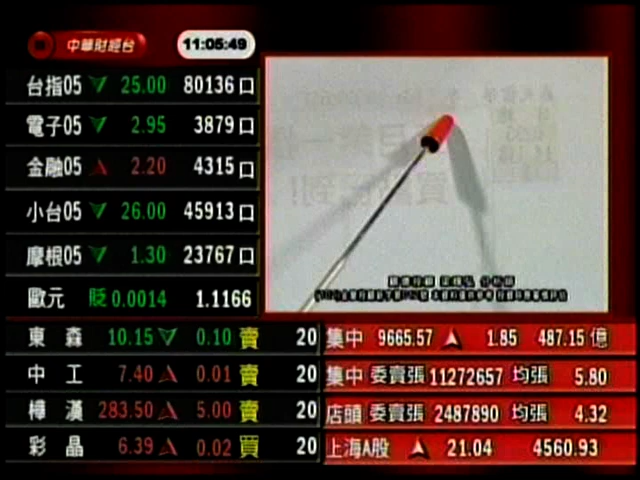 中華財經台 11:05:49
台指05 25.00 80136口
電子05 2.95 3879口
金融05 2.20 4315口
小台05 26.00 45913口
摩根05 1.30 23767口
歐元 貶 0.0014 1.1166
東森 10.15 0.10 賣 20
中工 7.40 0.01 賣 20
樺漢 283.50 5.00 賣 20
彩晶 6.39 0.02 買 20
集中 9665.57 1.85 487.15 億
集中 委賣張 11272657 均張 5.80
店頭 委賣張 2487890 均張 4.32
上海A股 21.04 4560.93